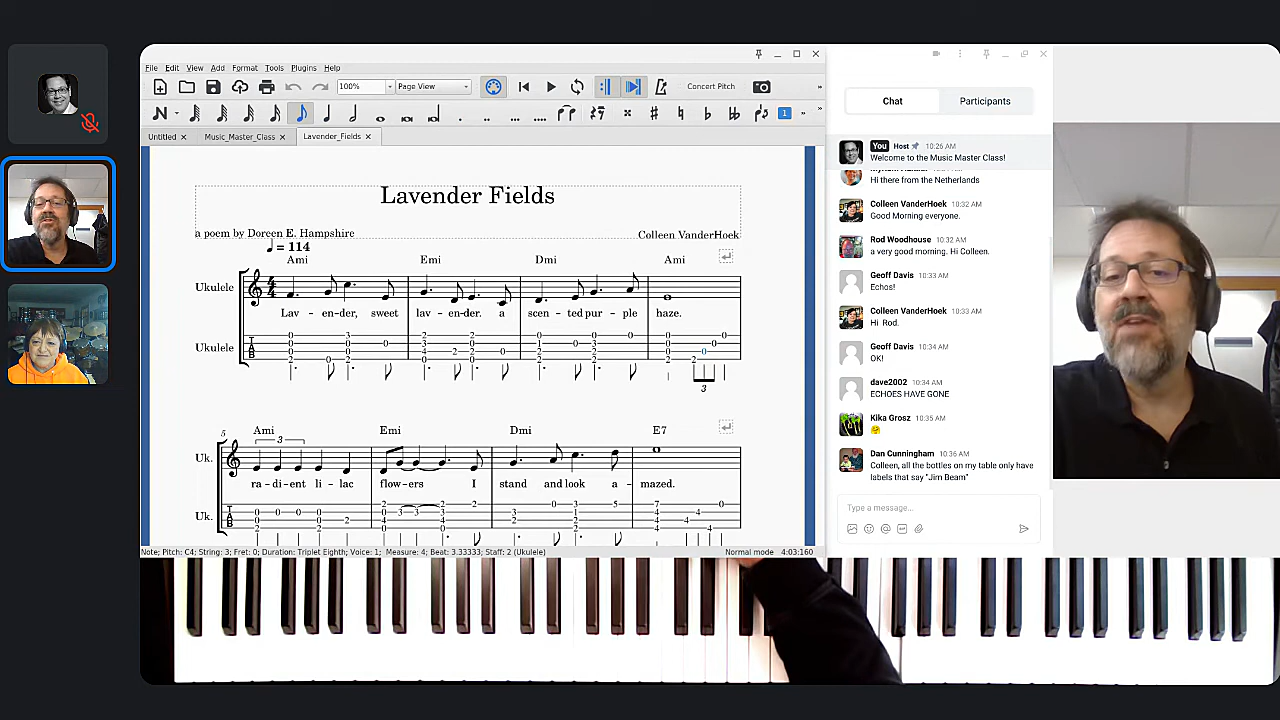 File Edit View Add Format Tools Plugins Help
100% Page View Concert Pitch 1
Untitled Music_Master_Class Lavender_Fields
Lavender Fields
a poem by Doreen E. Hampshire
Colleen VanderHoek
= 114
Ami Emi Dmi Ami
Ukulele
Lav - en-der, sweet lav - en-der. a scen - ted pur - ple haze.
Ukulele
3
5 Ami Emi Dmi E7
3
Uk.
ra - di - ent li - lac flow-ers I stand and look a - mazed.
Uk.
Note; Pitch: C4; String: 3; Fret: 0; Duration: Triplet Eighth; Voice: 1; Measure: 4; Beat: 3.33333; Staff: 2 (Ukulele) Normal mode 4:03:160
Chat Participants
You Host 10:26 AM
Welcome to the Music Master Class!
Hi there from the Netherlands
Colleen VanderHoek 10:32 AM
Good Morning everyone.
Rod Woodhouse 10:32 AM
a very good morning. Hi Colleen.
Geoff Davis 10:33 AM
Echos!
Colleen VanderHoek 10:33 AM
Hi Rod.
Geoff Davis 10:34 AM
OK!
dave2002 10:34 AM
ECHOES HAVE GONE
Kika Grosz 10:35 AM
🤗
Dan Cunningham 10:36 AM
Colleen, all the bottles on my table only have
labels that say "Jim Beam"
Type a message...